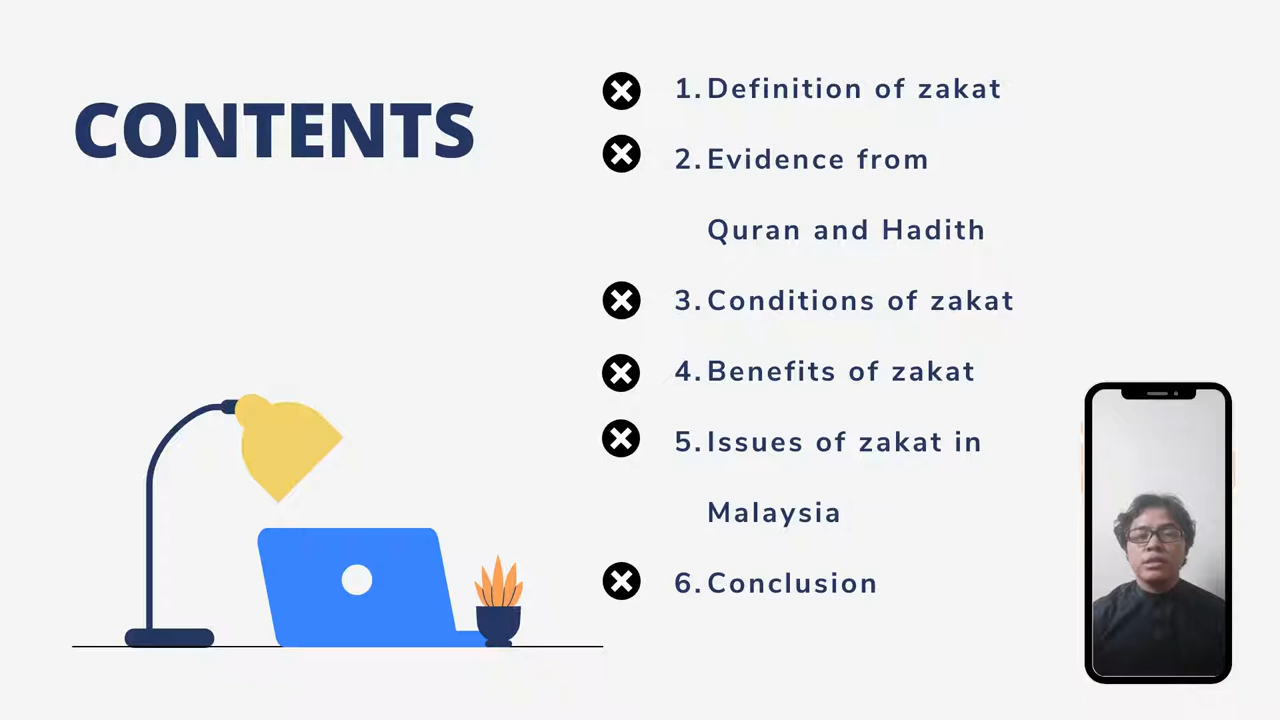 CONTENTS
1. Definition of zakat
2. Evidence from
Quran and Hadith
3. Conditions of zakat
4. Benefits of zakat
5. Issues of zakat in
Malaysia
6. Conclusion